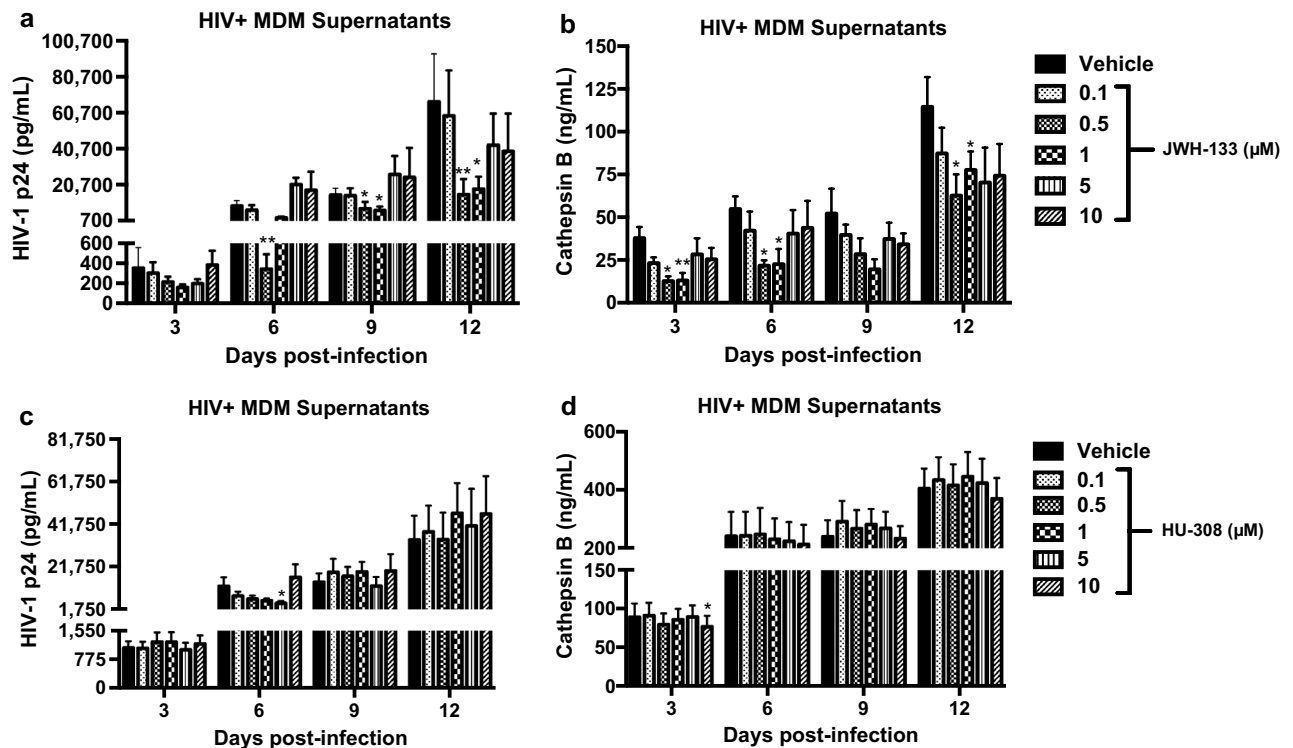 a
HIV+ MDM Supernatants
HIV-1 p24 (pg/mL)
100,700
80,700
60,700
40,700
20,700
700
600
400
200
0
** * * ** *
3 6 9 12
Days post-infection
b
HIV+ MDM Supernatants
Cathepsin B (ng/mL)
150
125
100
75
50
25
0
* ** * * * *
3 6 9 12
Days post-infection
Vehicle
0.1
0.5
1
5
10
JWH-133 (µM)
c
HIV+ MDM Supernatants
HIV-1 p24 (pg/mL)
81,750
61,750
41,750
21,750
1,750
1,550
775
0
*
3 6 9 12
Days post-infection
d
HIV+ MDM Supernatants
Cathepsin B (ng/mL)
600
400
200
150
100
50
0
*
3 6 9 12
Days post-infection
Vehicle
0.1
0.5
1
5
10
HU-308 (µM)